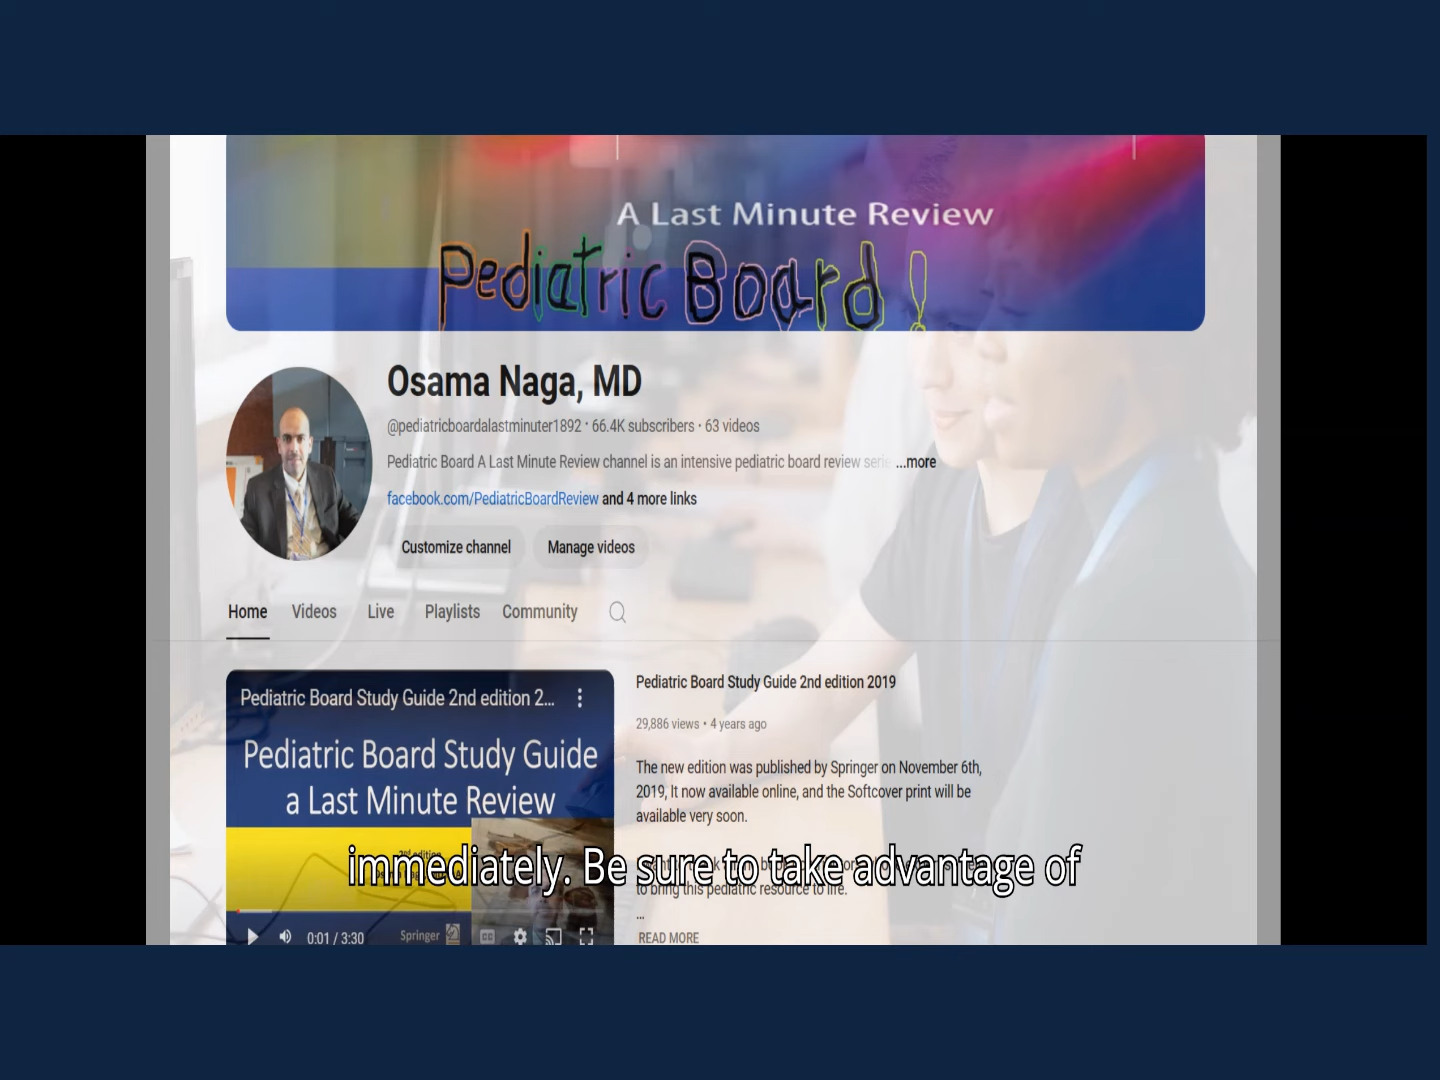 A Last Minute Review
Pediatric Board !
Osama Naga, MD
@pediatricboardalastminuter1892 · 66.4K subscribers · 63 videos
Pediatric Board A Last Minute Review channel is an intensive pediatric board review serie ...more
facebook.com/PediatricBoardReview and 4 more links
Customize channel Manage videos
Home Videos Live Playlists Community
Pediatric Board Study Guide 2nd edition 2...
Pediatric Board Study Guide
a Last Minute Review
2nd edition
0:01 / 3:30
Springer
Pediatric Board Study Guide 2nd edition 2019
29,886 views • 4 years ago
The new edition was published by Springer on November 6th,
2019, It now available online, and the Softcover print will be
available very soon.
to bring this pediatric resource to life.
...
READ MORE
immediately. Be sure to take advantage of